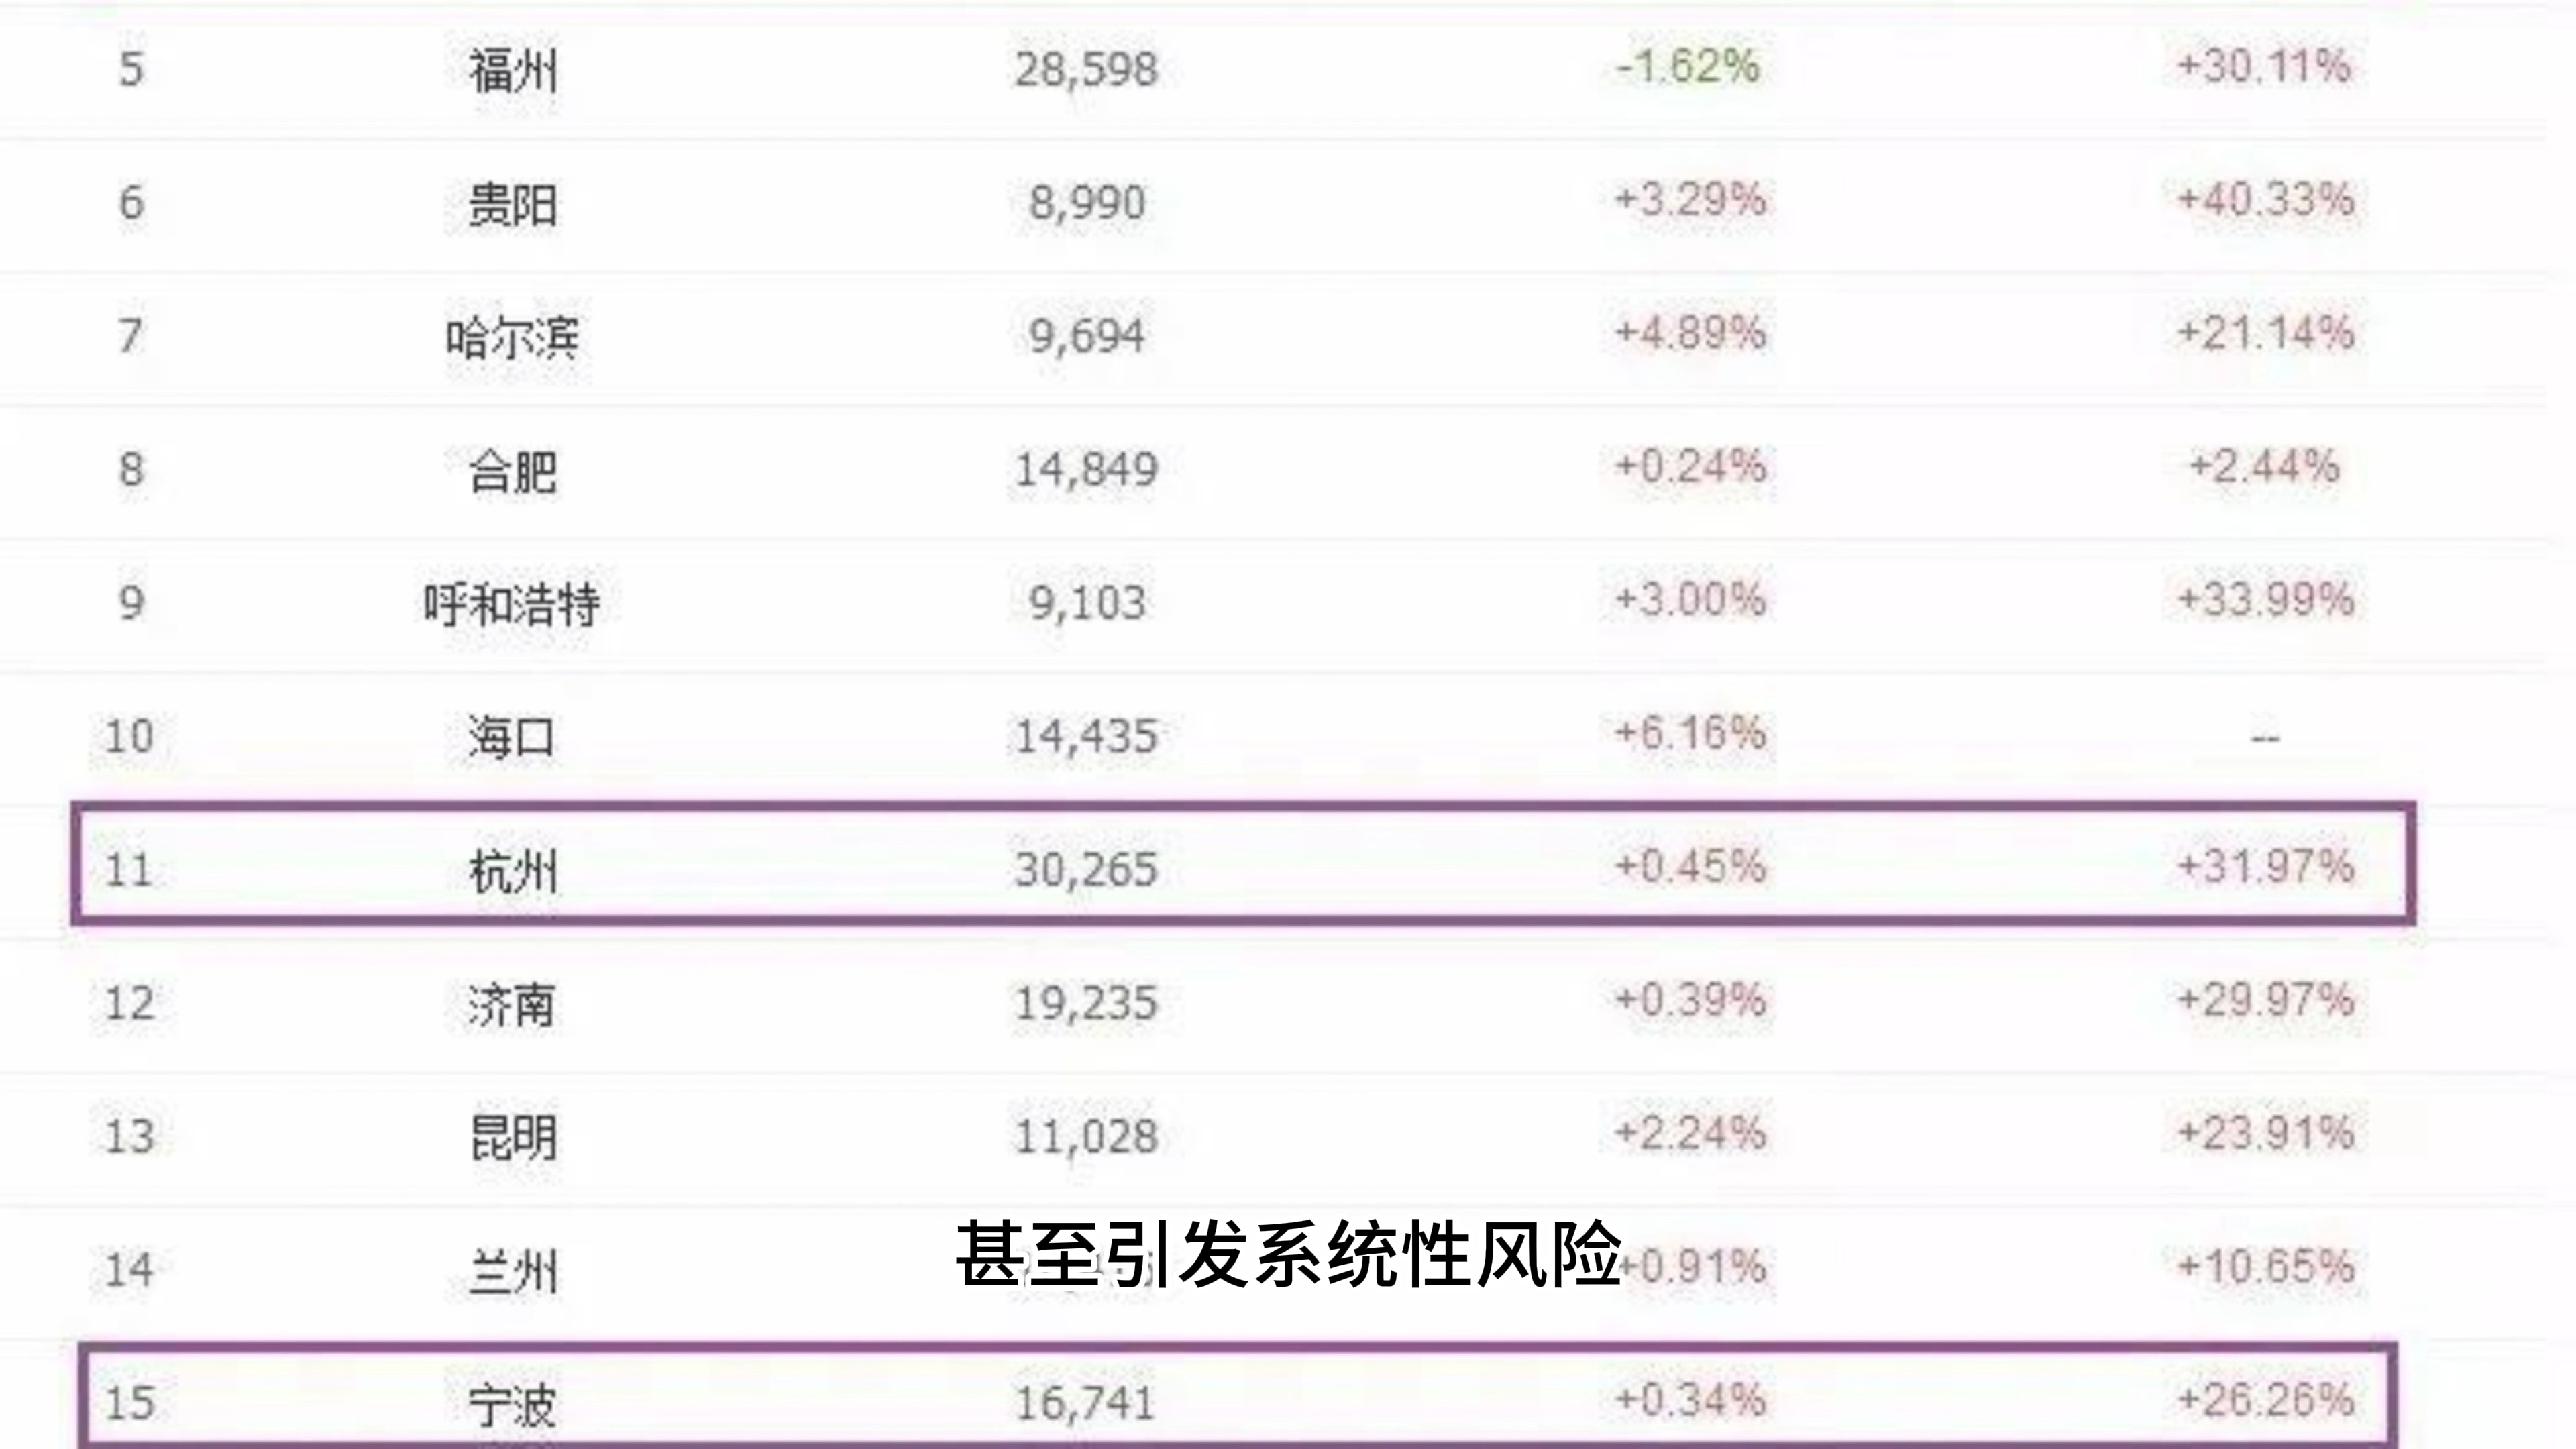 5 福州 28,598 -1.62% +30.11%
6 贵阳 8,990 +3.29% +40.33%
7 哈尔滨 9,694 +4.89% +21.14%
8 合肥 14,849 +0.24% +2.44%
9 呼和浩特 9,103 +3.00% +33.99%
10 海口 14,435 +6.16% --
11 杭州 30,265 +0.45% +31.97%
12 济南 19,235 +0.39% +29.97%
13 昆明 11,028 +2.24% +23.91%
14 兰州 +0.91% +10.65%
甚至引发系统性风险
15 宁波 16,741 +0.34% +26.26%